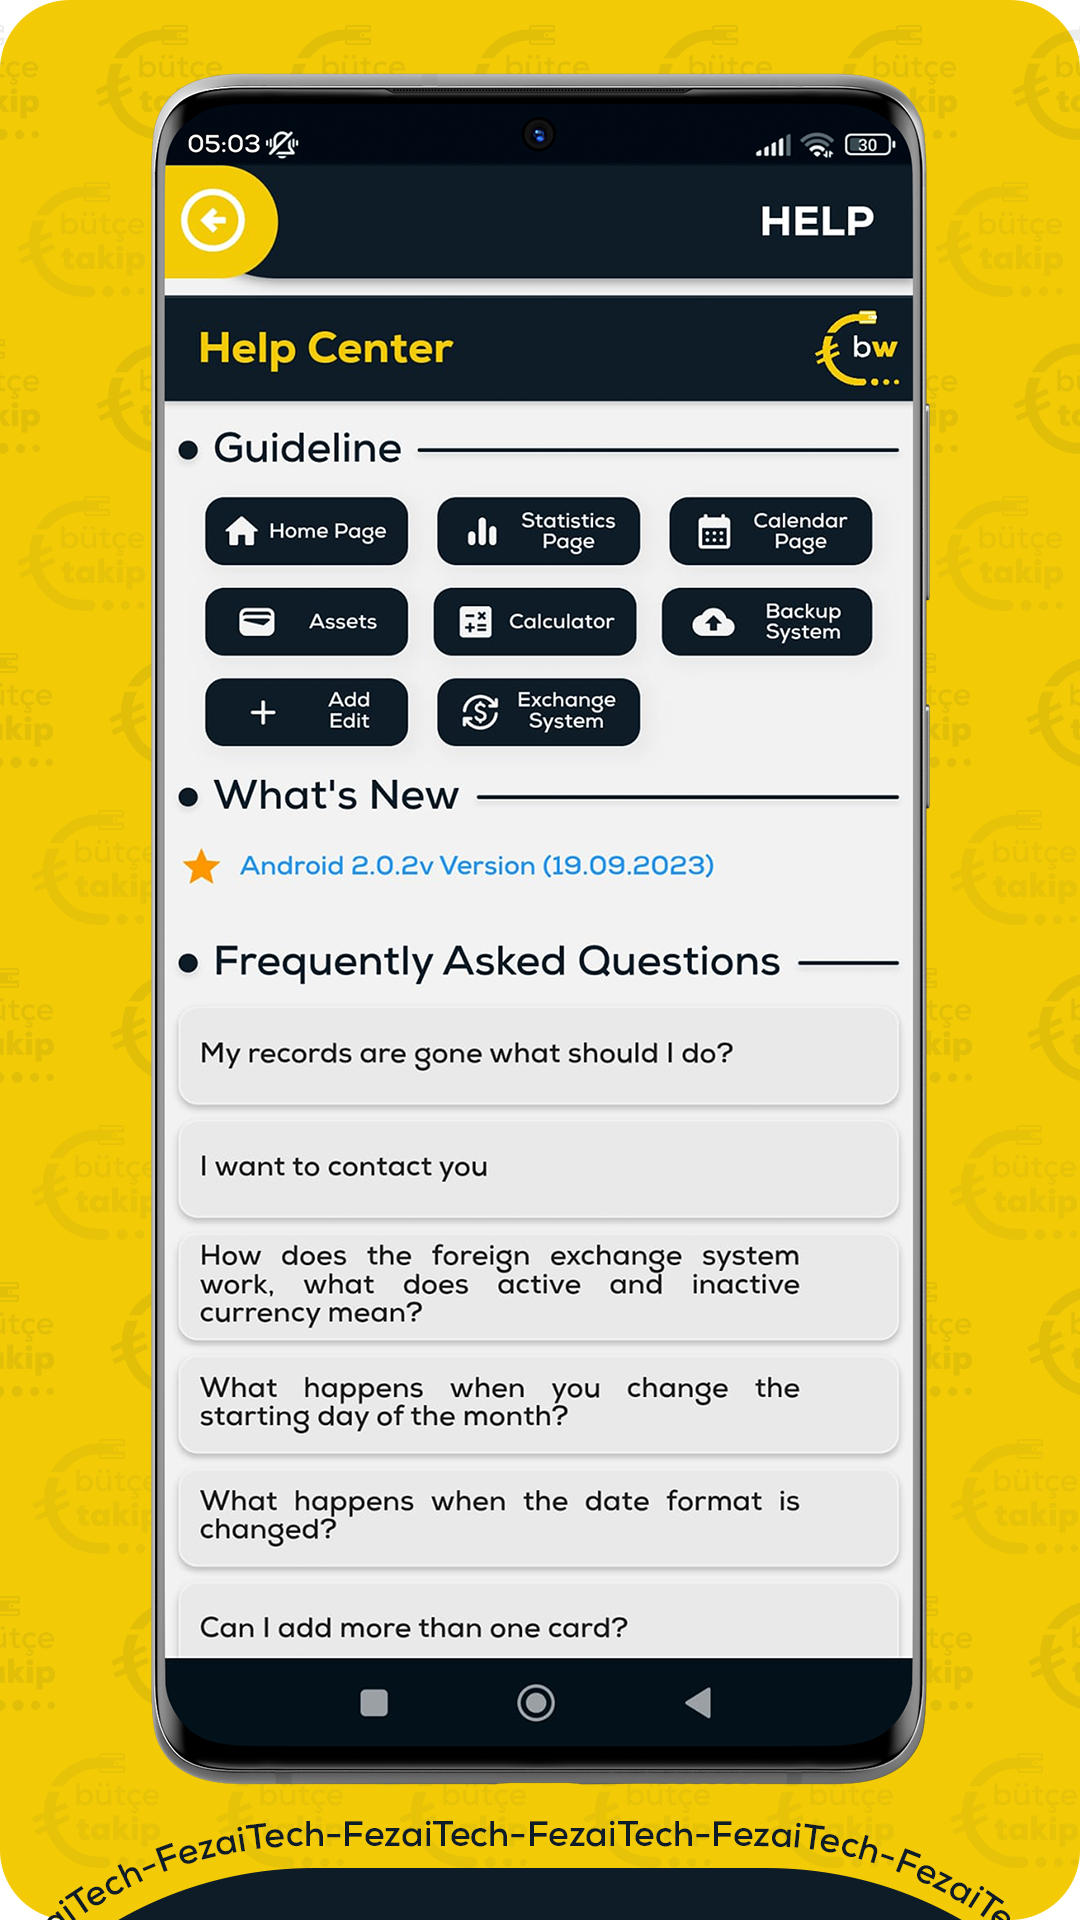 05:03
30
HELP
Help Center
bw
Guideline
Home Page
Statistics
Page
Calendar
Page
Assets
Calculator
Backup
System
Add
Edit
Exchange
System
What's New
Android 2.0.2v Version (19.09.2023)
Frequently Asked Questions
My records are gone what should I do?
I want to contact you
How does the foreign exchange system
work, what does active and inactive
currency mean?
What happens when you change the
starting day of the month?
What happens when the date format is
changed?
Can I add more than one card?
bütçe
takip
aiTech-FezaiTech-FezaiTech-FezaiTech-FezaiTech-FezaiTe